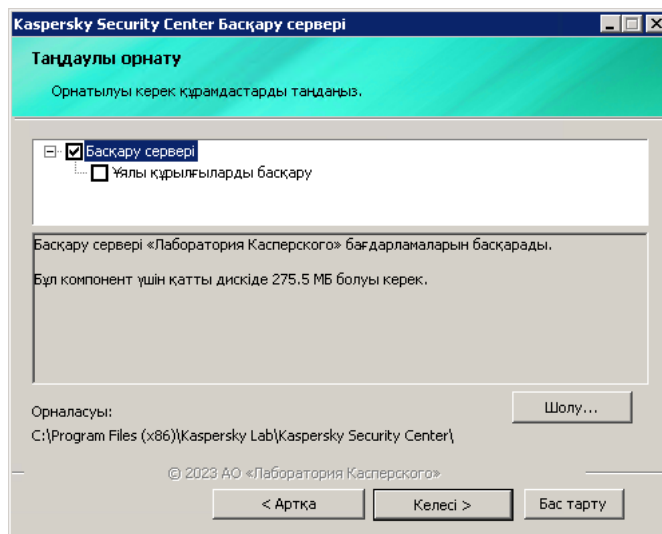 Kaspersky Security Center Басқару сервері
Таңдаулы орнату
Орнатылуы керек құрамдастарды таңдаңыз.
Басқару сервері
Ұялы құрылғыларды басқару
Басқару сервері «Лаборатория Касперского» бағдарламаларын басқарады.
Бұл компонент үшін қатты дискіде 275.5 МБ болуы керек.
Шолу...
Орналасуы:
C:\Program Files (x86)\Kaspersky Lab\Kaspersky Security Center\
© 2023 АО «Лаборатория Касперского»
< Артқа Келесі > Бас тарту